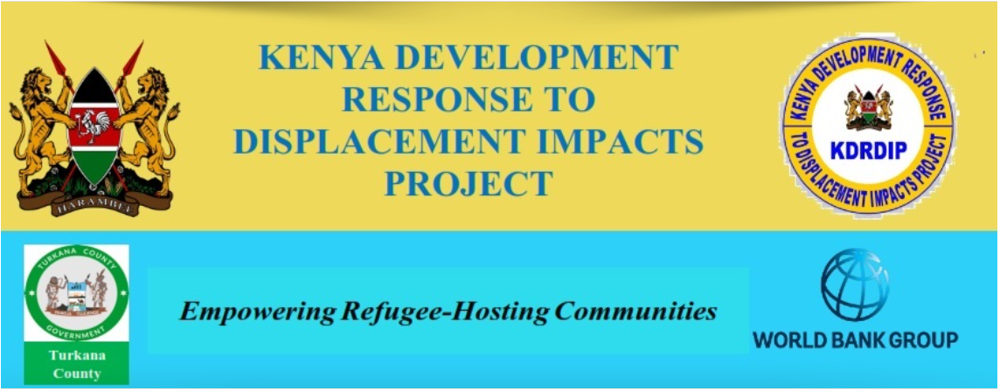 KENYA DEVELOPMENT
RESPONSE TO
DISPLACEMENT IMPACTS
PROJECT
HARAMBEE
KENYA DEVELOPMENT RESPONSE
TO DISPLACEMENT IMPACTS PROJECT
KDRDIP
TURKANA COUNTY
GOVERNMENT
Turkana
County
Empowering Refugee-Hosting Communities
WORLD BANK GROUP